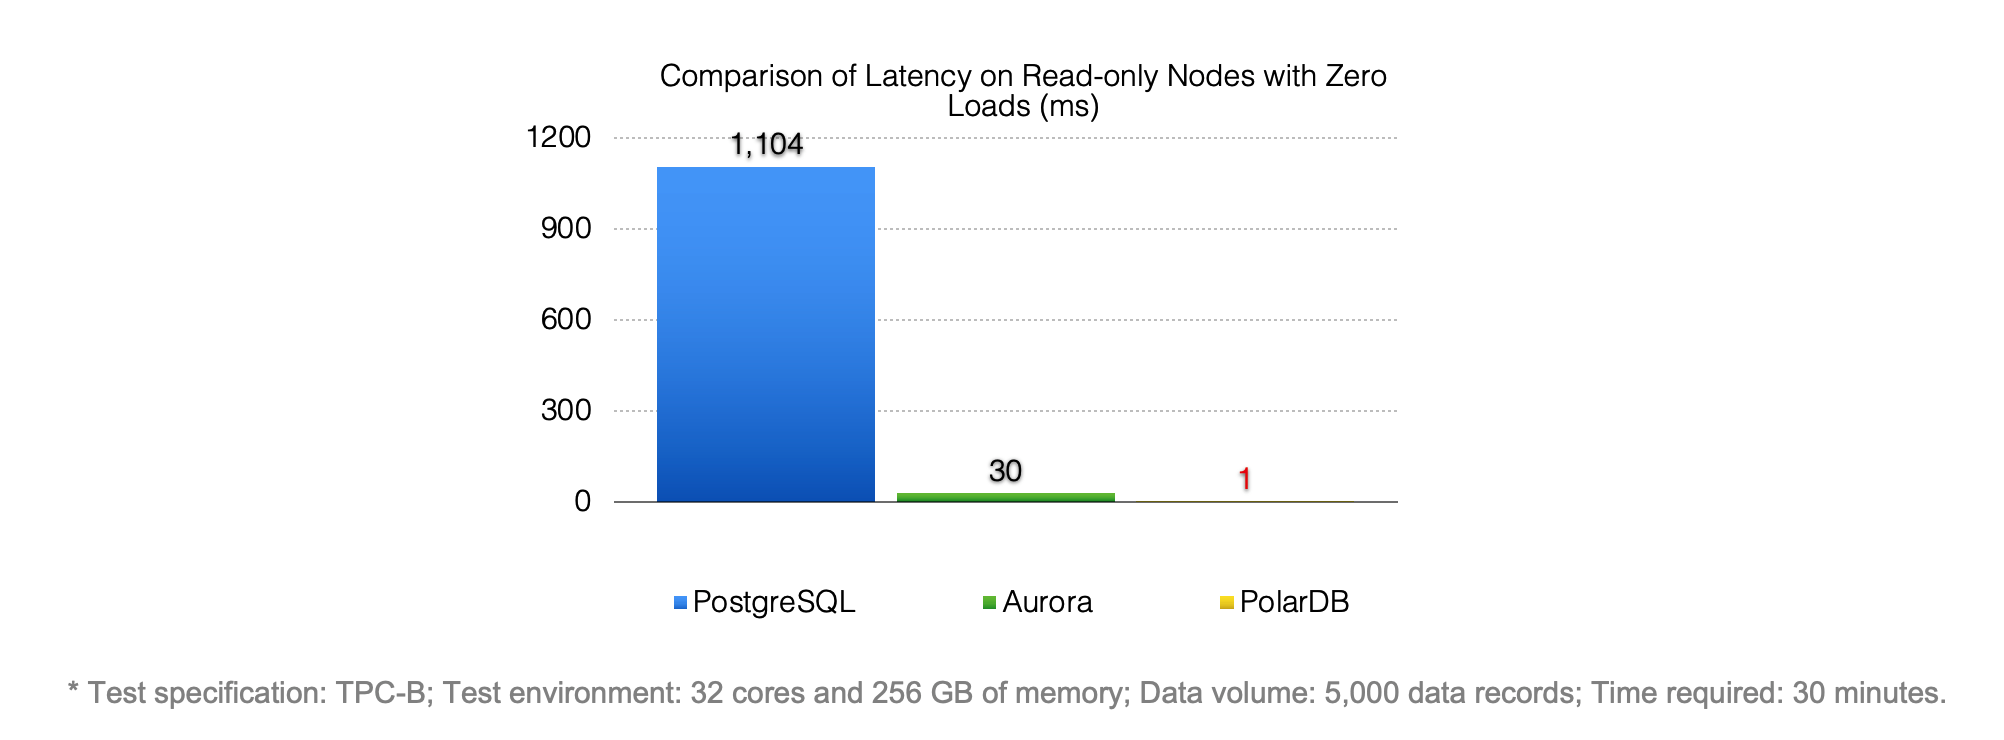 Comparison of Latency on Read-only Nodes with Zero
Loads (ms)
1200
1,104
900
600
300
30
1
0
PostgreSQL
Aurora
PolarDB
* Test specification: TPC-B; Test environment: 32 cores and 256 GB of memory; Data volume: 5,000 data records; Time required: 30 minutes.